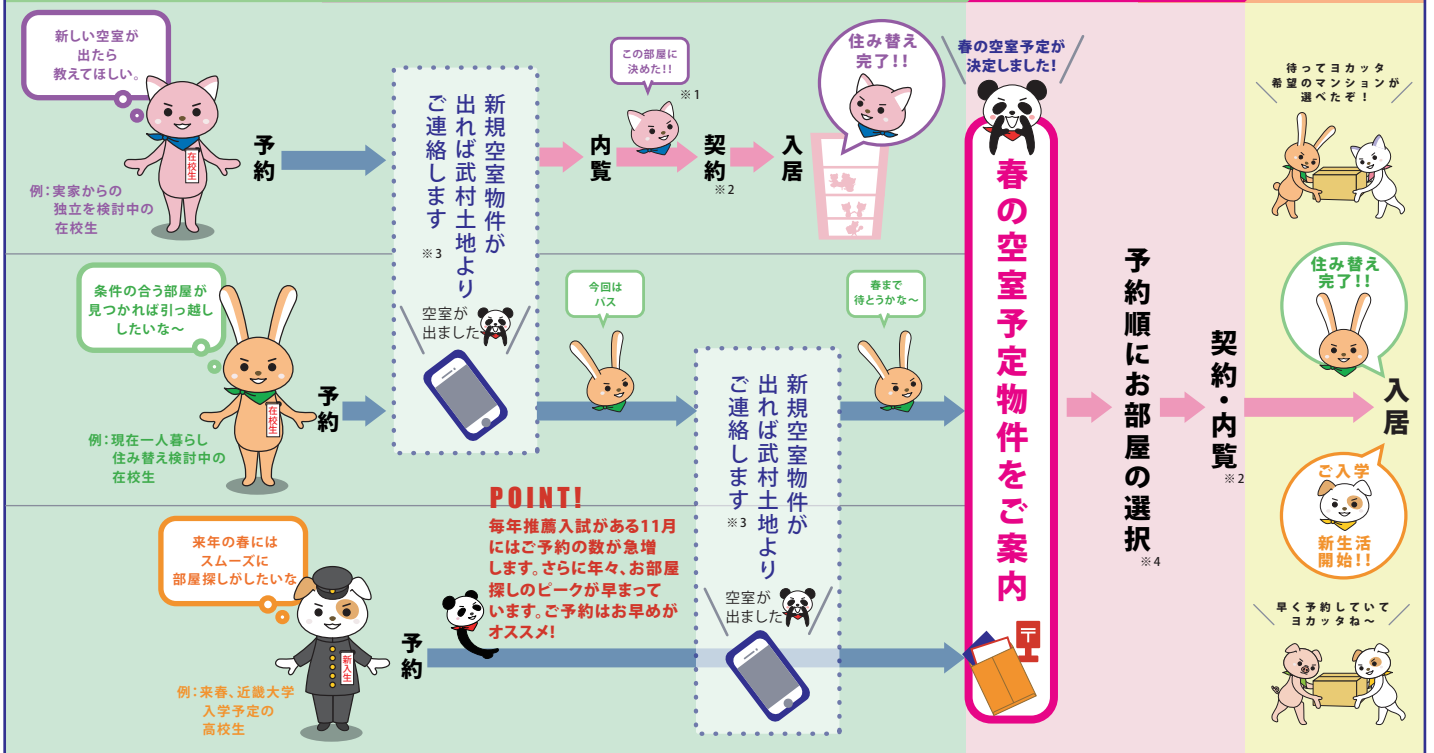 新しい空室が
出たら
教えてほしい。
在校生
例：実家からの
独立を検討中の
在校生
予約
新規空室物件が
出れば武村土地より
ご連絡します
※3
空室が
出ました
内覧
この部屋に
決めた!!
※1
契約
※2
入居
住み替え
完了!!
条件の合う部屋が
見つかれば引っ越し
したいな～
在校生
例：現在一人暮らし
住み替え検討中の
在校生
予約
今回は
パス
新規空室物件が
出れば武村土地より
ご連絡します
※3
空室が
出ました
春まで
待とうかな～
来年の春には
スムーズに
部屋探しがしたいな
新入生
例：来春、近畿大学
入学予定の
高校生
予約
POINT!
毎年推薦入試がある11月
にはご予約の数が急増
します。さらに年々、お部屋
探しのピークが早まって
います。ご予約はお早めが
オススメ!
春の空室予定が
決定しました!
春の空室予定物件をご案内
〒
予約順にお部屋の選択
※4
契約・内覧
※2
待ってヨカッタ
希望のマンションが
選べたぞ！
住み替え
完了!!
入居
ご入学
新生活
開始!!
早く予約していて
ヨカッタね～